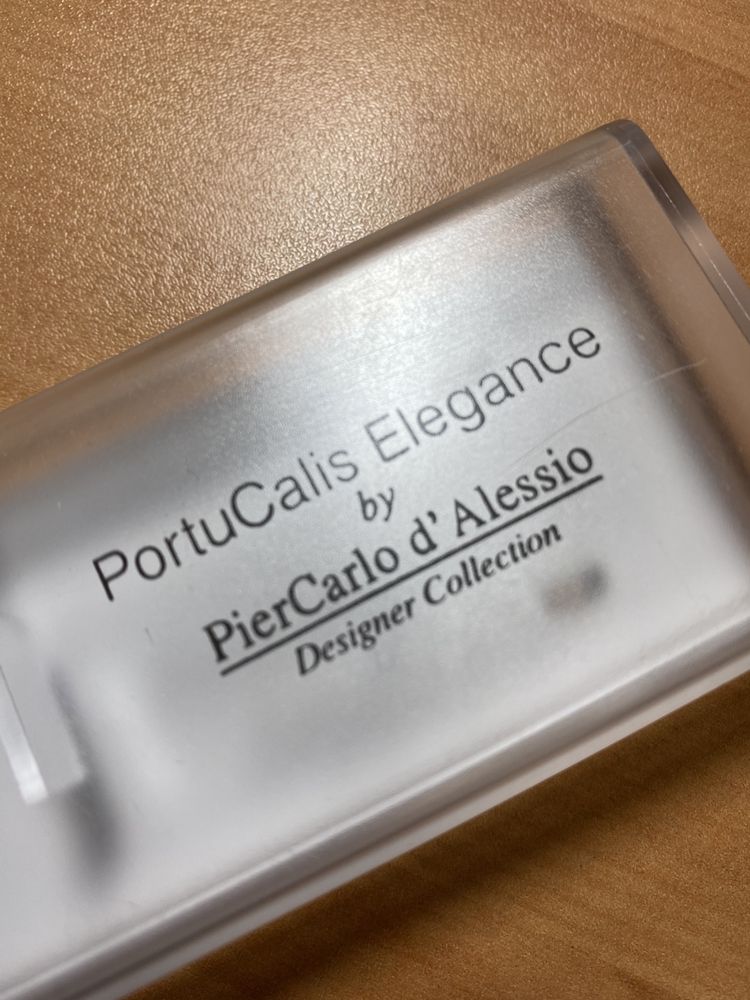 PortuCalis Elegance
by
PierCarlo d' Alessio
Designer Collection